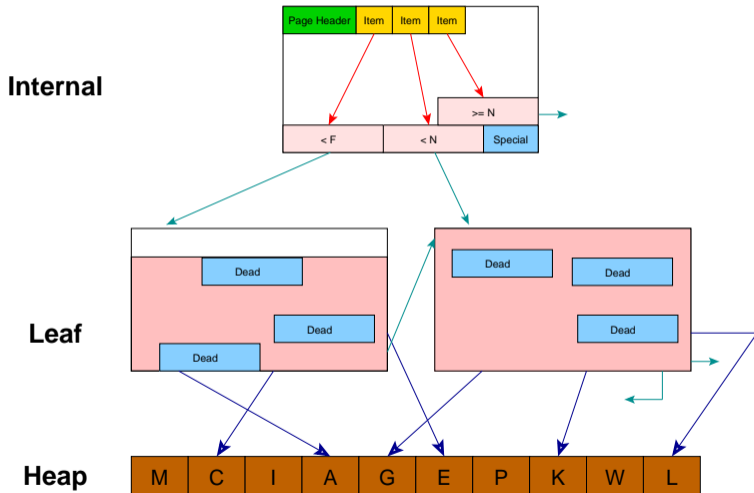 Page Header Item Item Item
Internal
>= N
< F < N Special
Dead Dead
Dead
Leaf Dead Dead
Dead
Heap M C I A G E P K W L